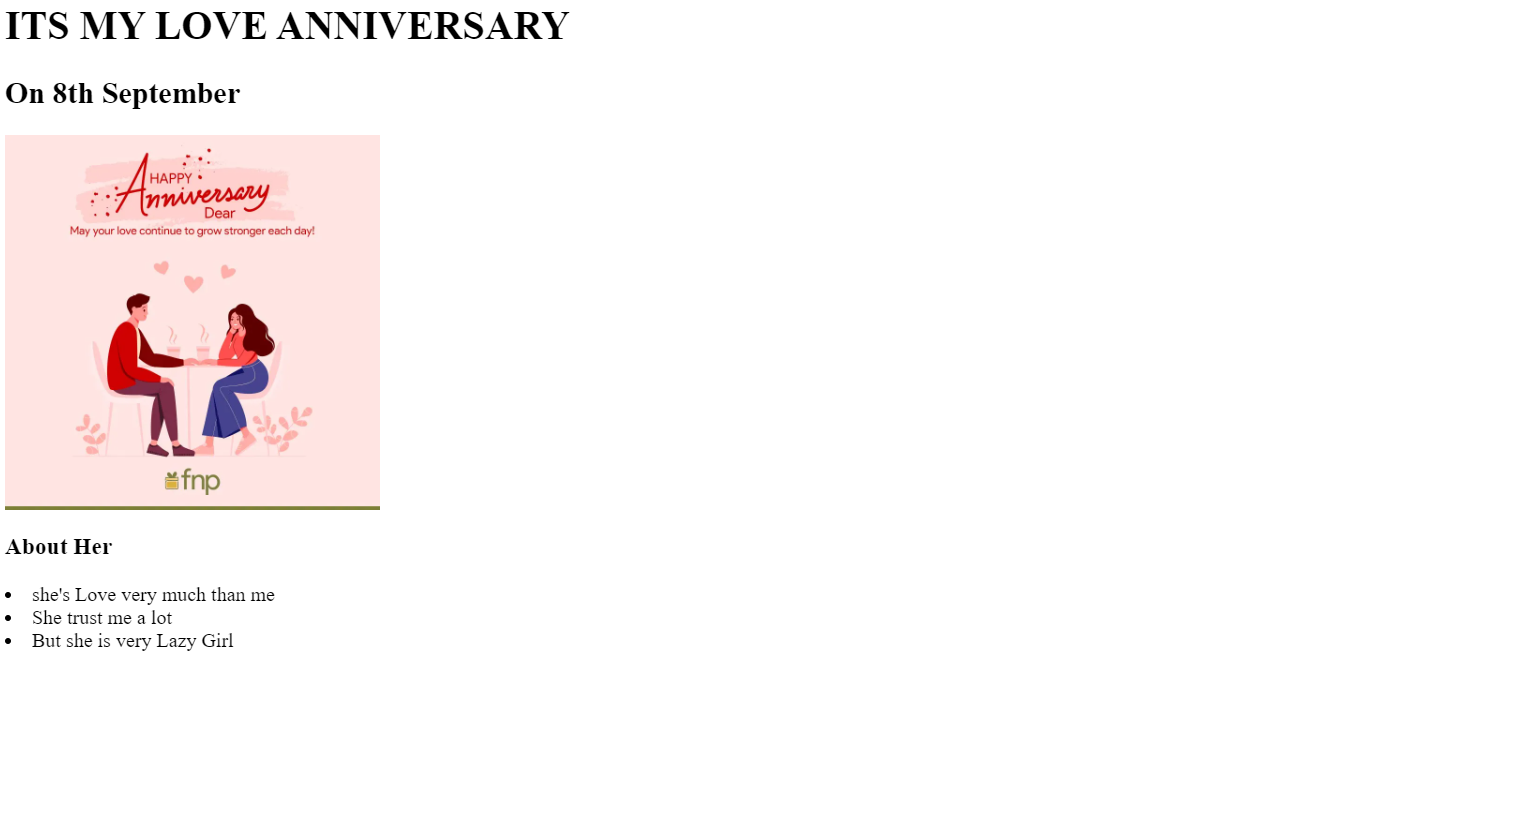 ITS MY LOVE ANNIVERSARY
On 8th September
HAPPY
Anniversary
Dear
May your love continue to grow stronger each day!
fnp
About Her
she's Love very much than me
She trust me a lot
But she is very Lazy Girl